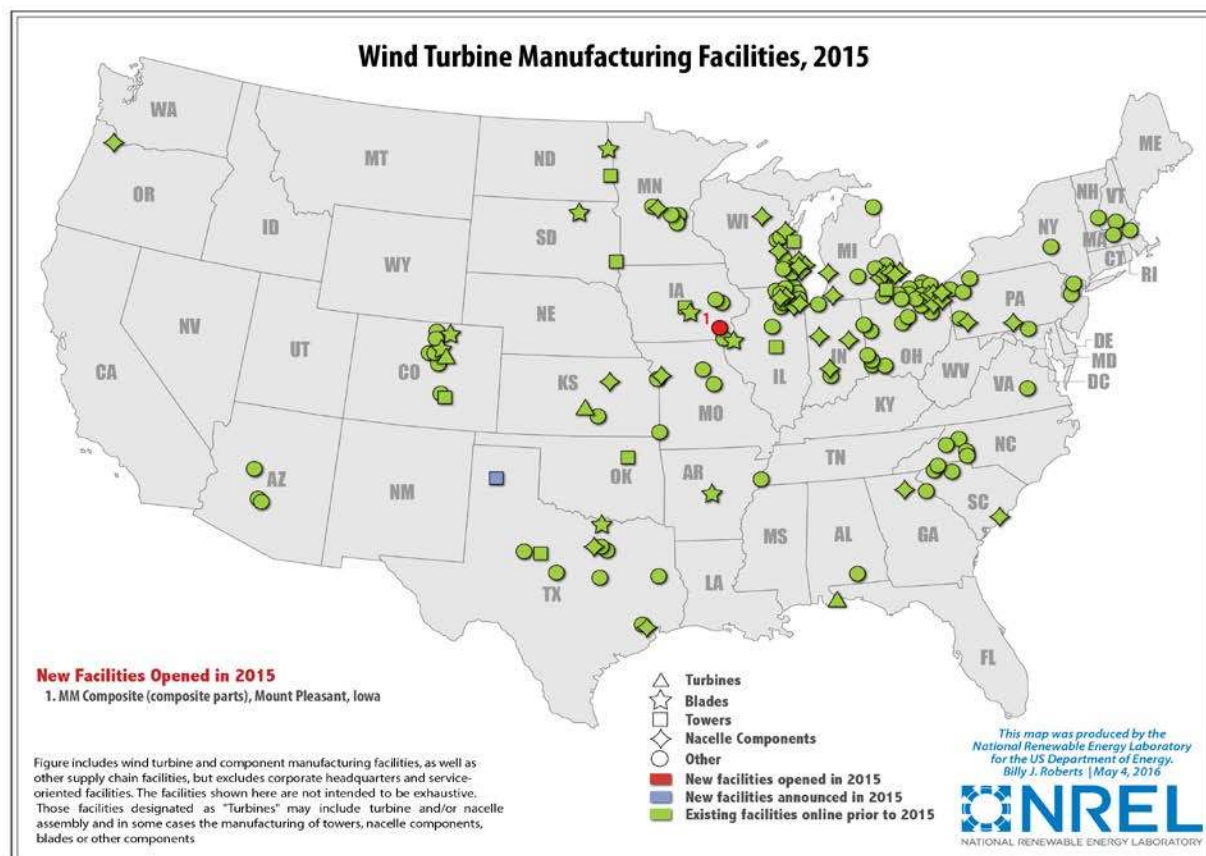 Wind Turbine Manufacturing Facilities, 2015
WA
MT
ND
MN
ME
OR
ID
SD
WI
MI
NH
VT
NY
MA
CT
RI
WY
IA
PA
NE
1
NV
UT
CO
IL
IN
OH
DE
MD
DC
WV
VA
CA
KS
MO
KY
AZ
NM
OK
AR
TN
NC
SC
MS
AL
GA
TX
LA
FL
New Facilities Opened in 2015
1. MM Composite (composite parts), Mount Pleasant, Iowa
Figure includes wind turbine and component manufacturing facilities, as well as
other supply chain facilities, but excludes corporate headquarters and service-
oriented facilities. The facilities shown here are not intended to be exhaustive.
Those facilities designated as "Turbines" may include turbine and/or nacelle
assembly and in some cases the manufacturing of towers, nacelle components,
blades or other components
Turbines
Blades
Towers
Nacelle Components
Other
New facilities opened in 2015
New facilities announced in 2015
Existing facilities online prior to 2015
This map was produced by the
National Renewable Energy Laboratory
for the US Department of Energy.
Billy J. Roberts | May 4, 2016
NREL
NATIONAL RENEWABLE ENERGY LABORATORY